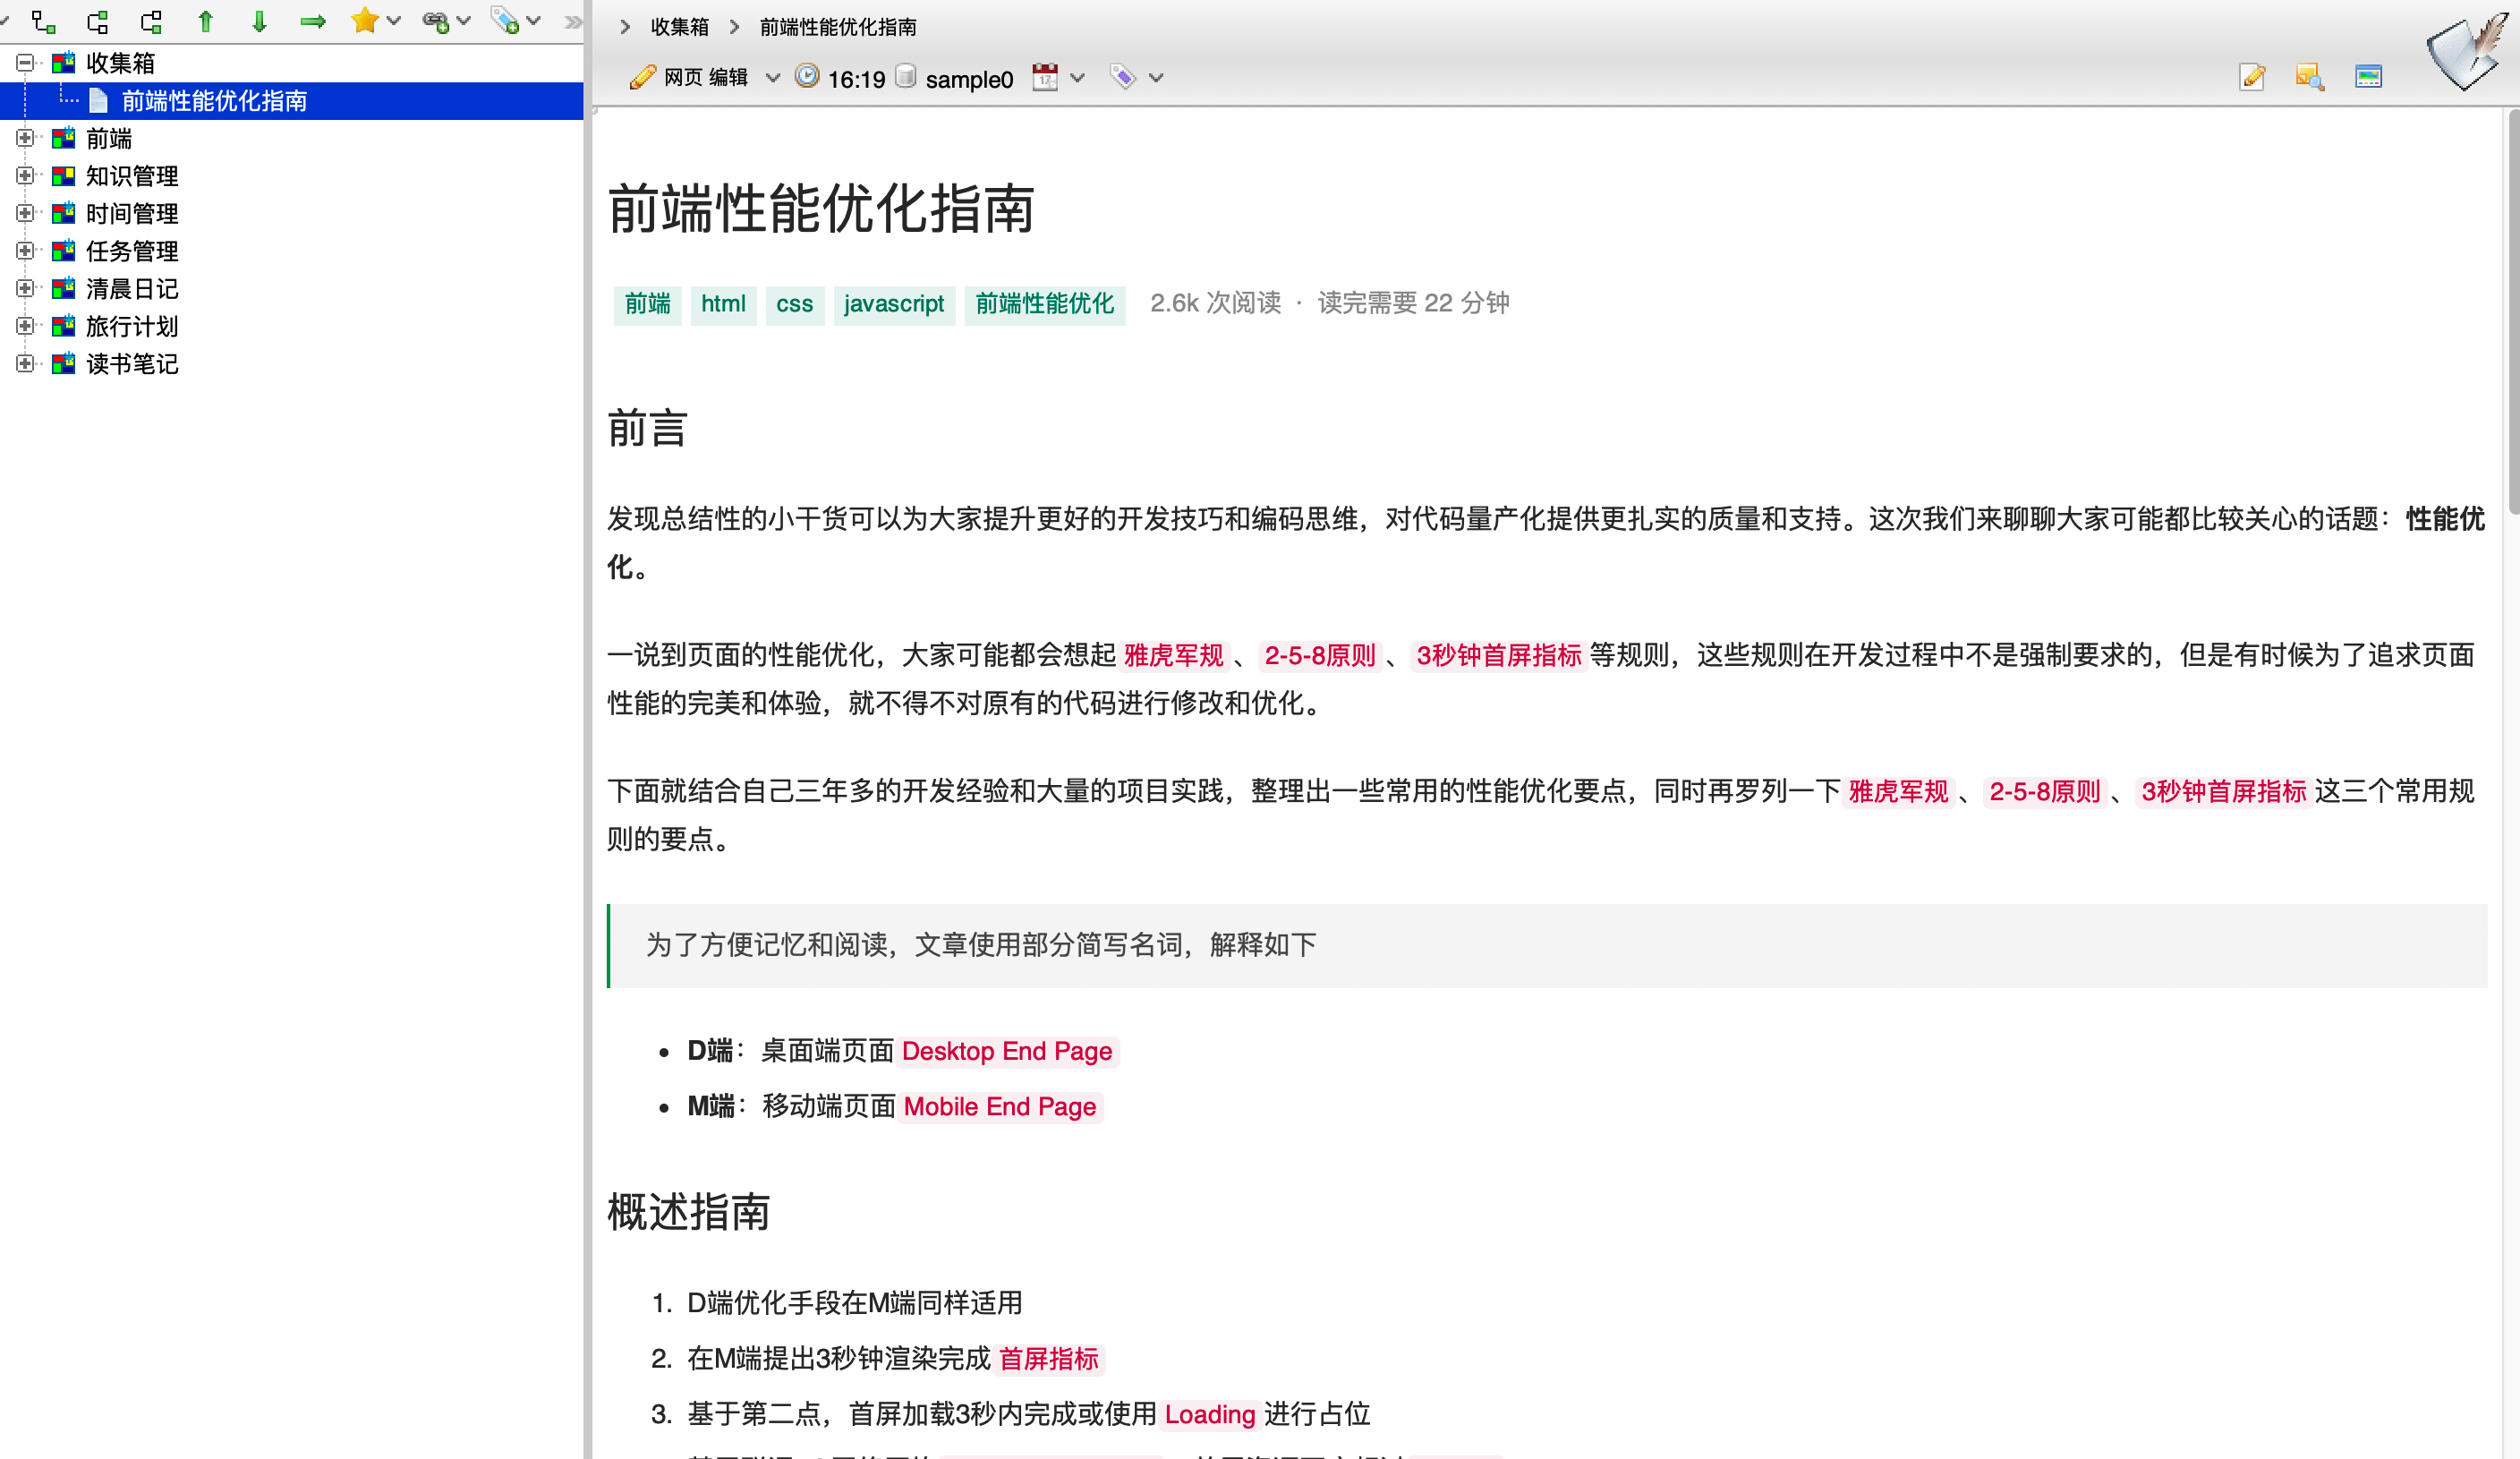 收集箱
前端性能优化指南
前端
知识管理
时间管理
任务管理
清晨日记
旅行计划
读书笔记
> 收集箱 > 前端性能优化指南
网页 编辑 16:19 sample0 17
前端性能优化指南
前端 html css javascript 前端性能优化 2.6k 次阅读 · 读完需要 22 分钟
前言
发现总结性的小干货可以为大家提升更好的开发技巧和编码思维，对代码量产化提供更扎实的质量和支持。这次我们来聊聊大家可能都比较关心的话题：性能优
化。
一说到页面的性能优化，大家可能都会想起 雅虎军规 、 2-5-8原则 、 3秒钟首屏指标 等规则，这些规则在开发过程中不是强制要求的，但是有时候为了追求页面
性能的完美和体验，就不得不对原有的代码进行修改和优化。
下面就结合自己三年多的开发经验和大量的项目实践，整理出一些常用的性能优化要点，同时再罗列一下 雅虎军规 、 2-5-8原则 、 3秒钟首屏指标 这三个常用规
则的要点。
为了方便记忆和阅读，文章使用部分简写名词，解释如下
• D端：桌面端页面 Desktop End Page
• M端：移动端页面 Mobile End Page
概述指南
1. D端优化手段在M端同样适用
2. 在M端提出3秒钟渲染完成 首屏指标
3. 基于第二点，首屏加载3秒内完成或使用 Loading 进行占位